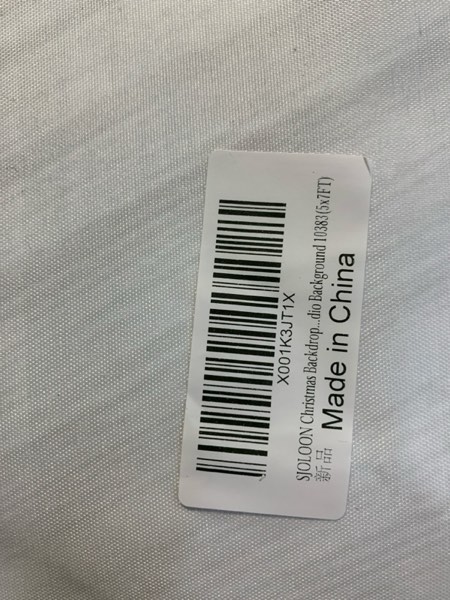 X001K3JT1X
SJOLOON Christmas Backdrop...dio Background 10383(5x7FT)
新品
Made in China